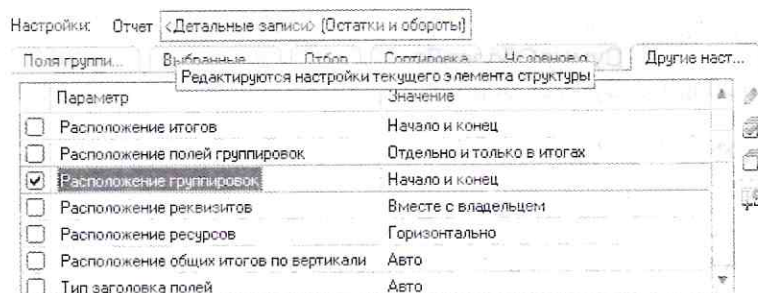 Настройки: Отчет <Детальные записи> (Остатки и обороты)
Поля группи... Выбранные Отбор Сортировка Условное о Другие наст...
Редактируются настройки текущего элемента структуры
Параметр Значение
Расположение итогов Начало и конец
Расположение полей группировок Отдельно и только в итогах
Расположение группировок Начало и конец
Расположение реквизитов Вместе с владельцем
Расположение ресурсов Горизонтально
Расположение общих итогов по вертикали Авто
Тип заголовка полей Авто